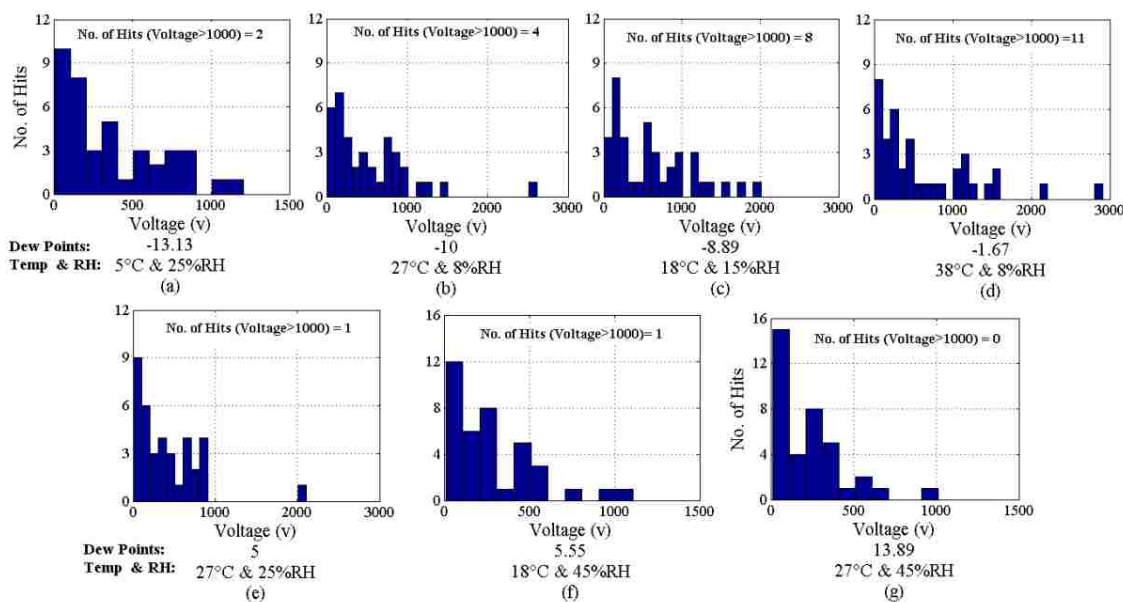 No. of Hits (Voltage>1000) = 2
No. of Hits
12
9
6
3
0
0 500 1000 1500
Voltage (v)
Dew Points: -13.13
Temp & RH: 5°C & 25%RH
(a)
No. of Hits (Voltage>1000) = 4
12
9
6
3
0
0 1000 2000 3000
Voltage (v)
-10
27°C & 8%RH
(b)
No. of Hits (Voltage>1000) = 8
12
9
6
3
0
0 1000 2000 3000
Voltage (v)
-8.89
18°C & 15%RH
(c)
No. of Hits (Voltage>1000) =11
12
9
6
3
0
0 1000 2000 3000
Voltage (v)
-1.67
38°C & 8%RH
(d)
No. of Hits (Voltage>1000) = 1
12
9
6
3
0
0 1000 2000 3000
Voltage (v)
Dew Points: 5
Temp & RH: 27°C & 25%RH
(e)
No. of Hits (Voltage>1000)= 1
16
12
8
4
0
0 500 1000 1500
Voltage (v)
5.55
18°C & 45%RH
(f)
No. of Hits (Voltage>1000) = 0
No. of Hits
16
12
8
4
0
0 500 1000 1500
Voltage (v)
13.89
27°C & 45%RH
(g)